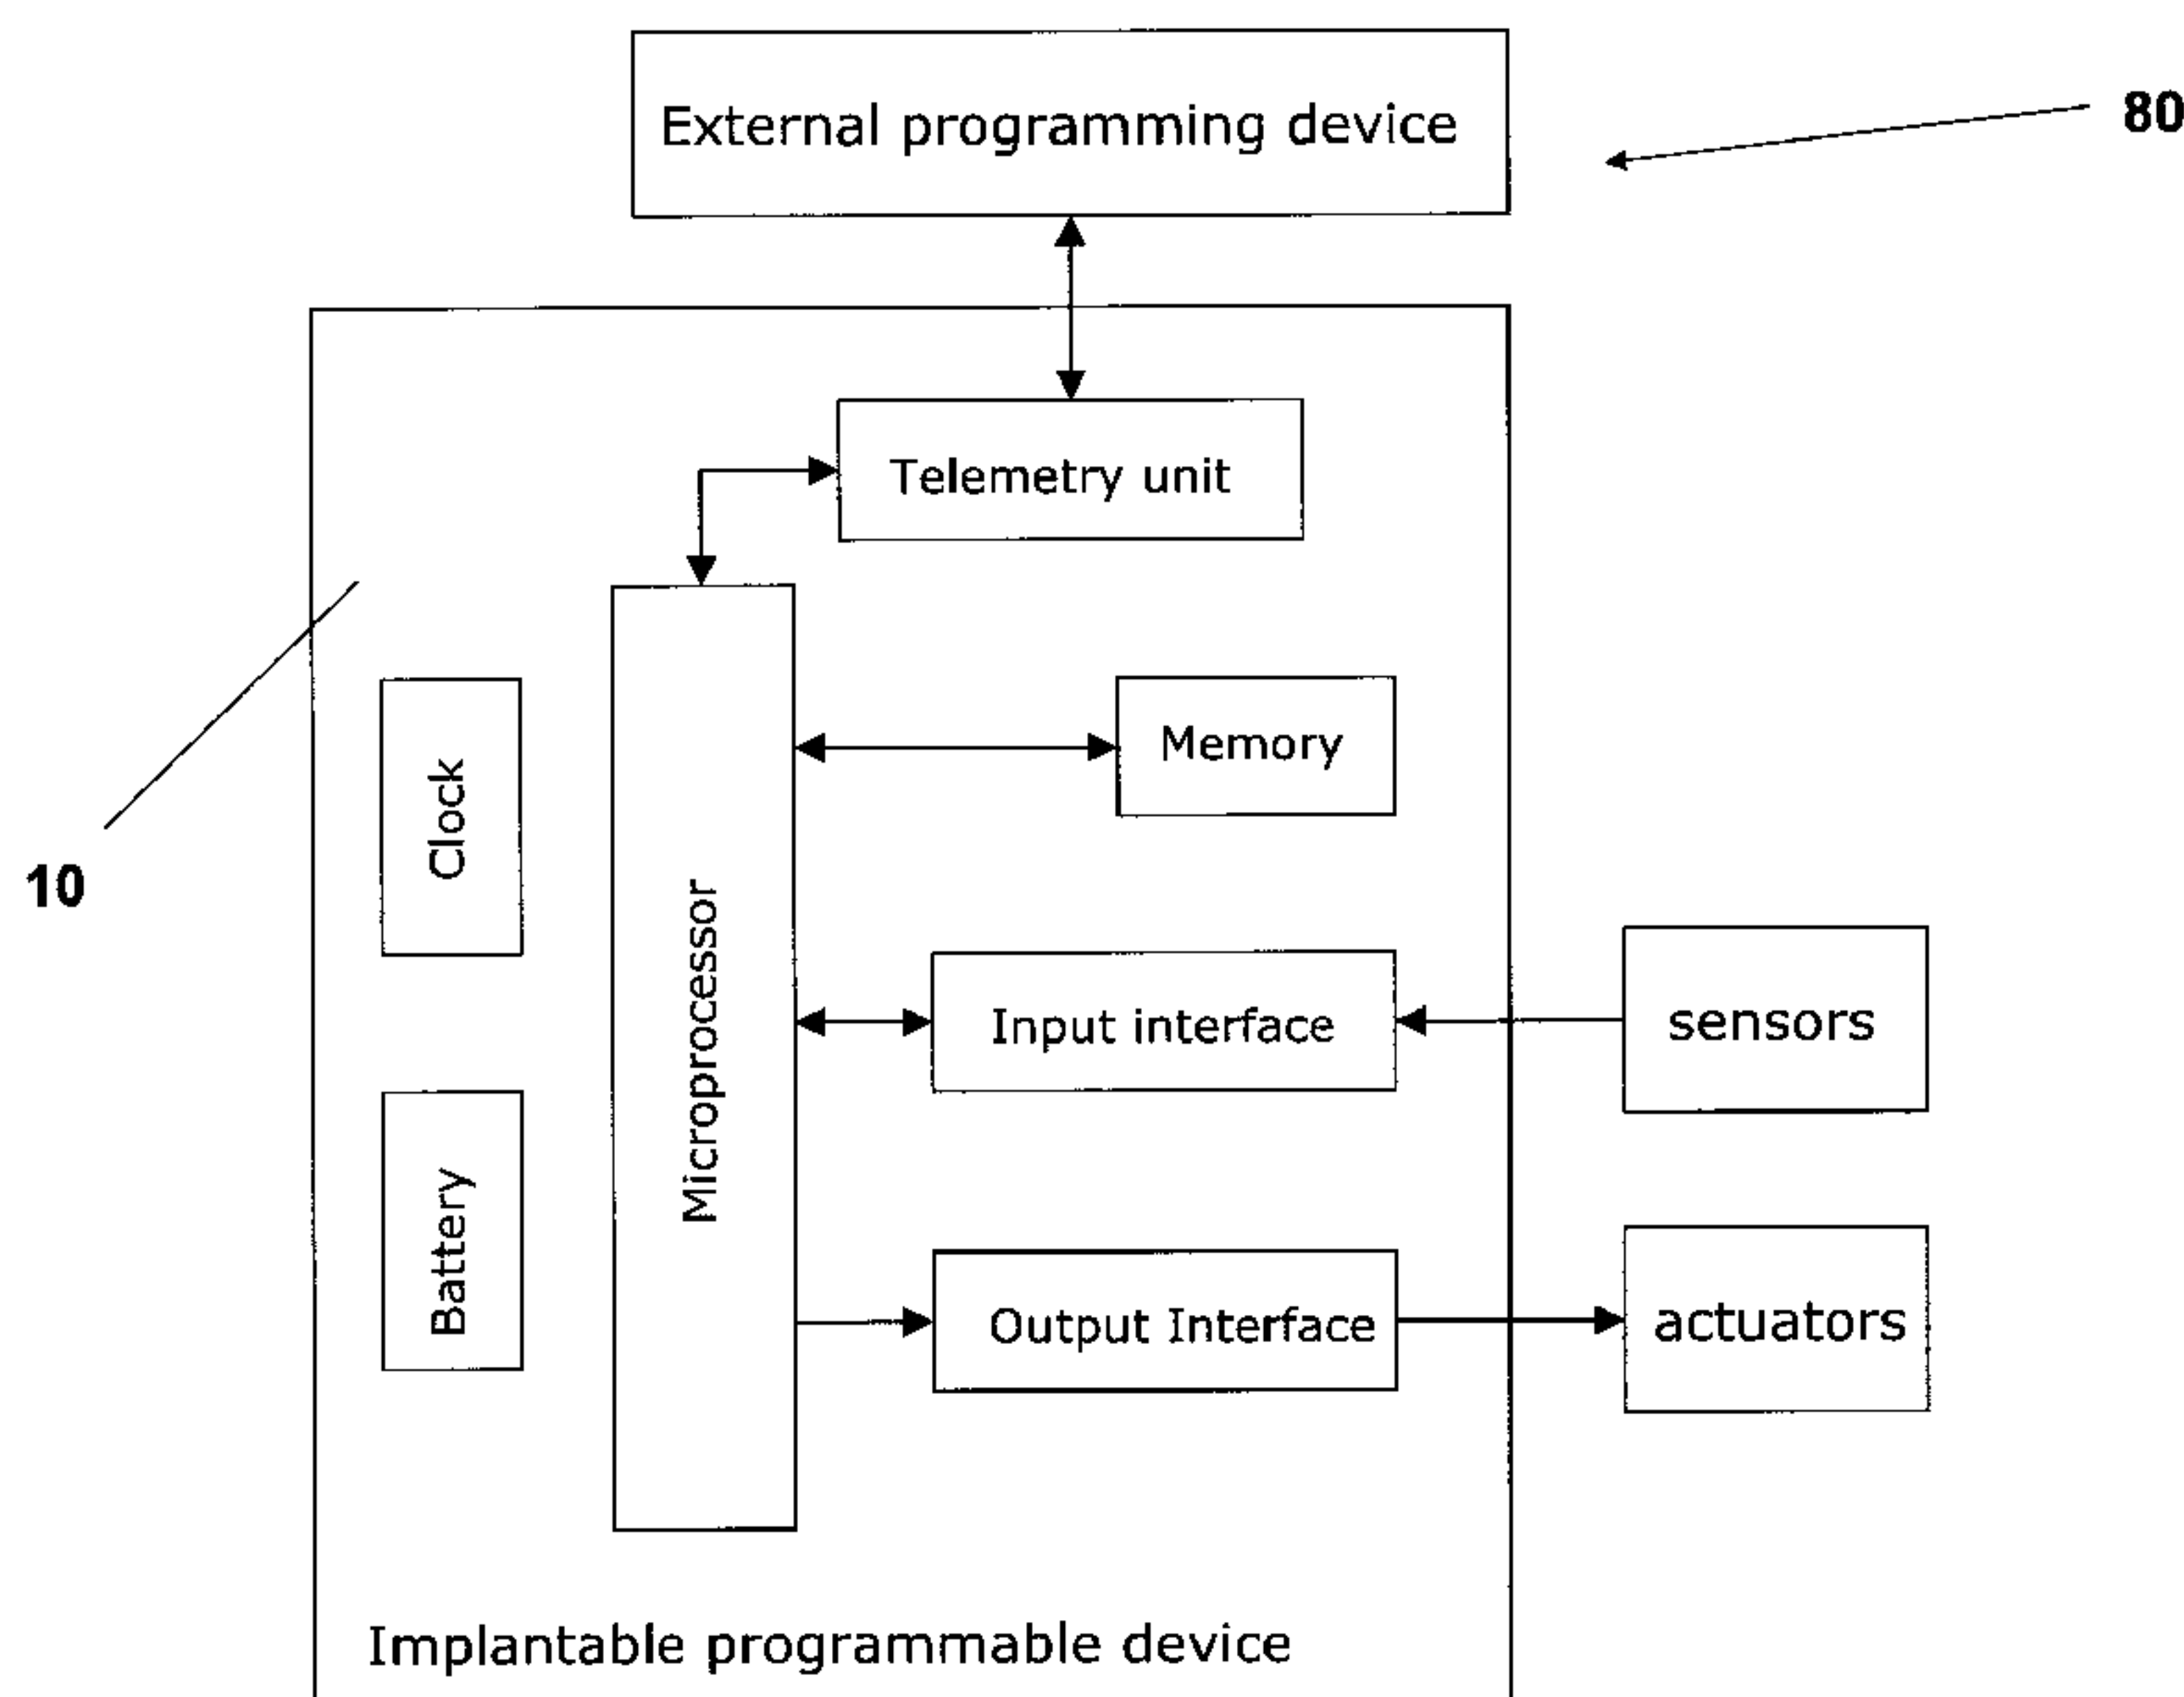 External programming device
80
Telemetry unit
Memory
Clock
10
Microprocessor
Input interface
sensors
Battery
Output Interface
actuators
Implantable programmable device